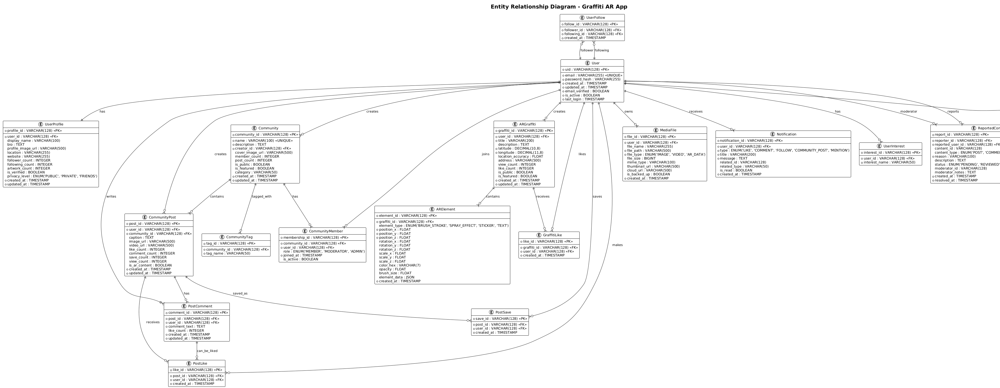 Entity Relationship Diagram - Graffiti AR App
E UserFollow
follow_id : VARCHAR(128) «PK»
follower_id : VARCHAR(128) «FK»
following_id : VARCHAR(128) «FK»
created_at : TIMESTAMP
follower
following
E User
uid : VARCHAR(128) «PK»
email : VARCHAR(255) «UNIQUE»
password_hash : VARCHAR(255)
created_at : TIMESTAMP
updated_at : TIMESTAMP
email_verified : BOOLEAN
is_active : BOOLEAN
last_login : TIMESTAMP
has
creates
creates
owns
receives
has
moderator
reports
E UserProfile
profile_id : VARCHAR(128) «PK»
user_id : VARCHAR(128) «FK»
display_name : VARCHAR(100)
bio : TEXT
profile_image_url : VARCHAR(500)
location : VARCHAR(255)
website : VARCHAR(255)
follower_count : INTEGER
following_count : INTEGER
artwork_count : INTEGER
is_verified : BOOLEAN
privacy_level : ENUM('PUBLIC', 'PRIVATE', 'FRIENDS')
created_at : TIMESTAMP
updated_at : TIMESTAMP
creates
E Community
community_id : VARCHAR(128) «PK»
name : VARCHAR(100) «UNIQUE»
description : TEXT
creator_id : VARCHAR(128) «FK»
cover_image_url : VARCHAR(500)
member_count : INTEGER
post_count : INTEGER
is_public : BOOLEAN
is_featured : BOOLEAN
category : VARCHAR(50)
created_at : TIMESTAMP
updated_at : TIMESTAMP
joins
E ARGraffiti
graffiti_id : VARCHAR(128) «PK»
user_id : VARCHAR(128) «FK»
title : VARCHAR(200)
description : TEXT
latitude : DECIMAL(10,8)
longitude : DECIMAL(11,8)
location_accuracy : FLOAT
address : VARCHAR(500)
view_count : INTEGER
like_count : INTEGER
is_public : BOOLEAN
is_featured : BOOLEAN
created_at : TIMESTAMP
updated_at : TIMESTAMP
likes
E MediaFile
file_id : VARCHAR(128) «PK»
user_id : VARCHAR(128) «FK»
file_name : VARCHAR(255)
file_path : VARCHAR(500)
file_type : ENUM('IMAGE', 'VIDEO', 'AR_DATA')
file_size : BIGINT
mime_type : VARCHAR(100)
thumbnail_url : VARCHAR(500)
cloud_url : VARCHAR(500)
is_backed_up : BOOLEAN
created_at : TIMESTAMP
E Notification
notification_id : VARCHAR(128) «PK»
user_id : VARCHAR(128) «FK»
type : ENUM('LIKE', 'COMMENT', 'FOLLOW', 'COMMUNITY_POST', 'MENTION')
title : VARCHAR(200)
message : TEXT
related_id : VARCHAR(128)
related_type : VARCHAR(50)
is_read : BOOLEAN
created_at : TIMESTAMP
E UserInterest
interest_id : VARCHAR(128) «PK»
user_id : VARCHAR(128) «FK»
interest_name : VARCHAR(50)
E ReportedCon
report_id : VARCHAR(128) «PK»
reporter_id : VARCHAR(128) «FK»
reported_user_id : VARCHAR(128) «FK
content_id : VARCHAR(128)
content_type : ENUM('POST', 'COMME
reason : VARCHAR(100)
description : TEXT
status : ENUM('PENDING', 'REVIEWED'
moderator_id : VARCHAR(128)
moderator_notes : TEXT
created_at : TIMESTAMP
resolved_at : TIMESTAMP
writes
contains
tagged_with
has
contains
receives
saves
E CommunityPost
post_id : VARCHAR(128) «PK»
user_id : VARCHAR(128) «FK»
community_id : VARCHAR(128) «FK»
caption : TEXT
image_url : VARCHAR(500)
video_url : VARCHAR(500)
like_count : INTEGER
comment_count : INTEGER
save_count : INTEGER
view_count : INTEGER
is_ar_content : BOOLEAN
created_at : TIMESTAMP
updated_at : TIMESTAMP
E CommunityTag
tag_id : VARCHAR(128) «PK»
community_id : VARCHAR(128) «FK»
tag_name : VARCHAR(50)
E CommunityMember
membership_id : VARCHAR(128) «PK»
community_id : VARCHAR(128) «FK»
user_id : VARCHAR(128) «FK»
role : ENUM('MEMBER', 'MODERATOR', 'ADMIN')
joined_at : TIMESTAMP
is_active : BOOLEAN
E ARElement
element_id : VARCHAR(128) «PK»
graffiti_id : VARCHAR(128) «FK»
element_type : ENUM('BRUSH_STROKE', 'SPRAY_EFFECT', 'STICKER', 'TEXT')
position_x : FLOAT
position_y : FLOAT
position_z : FLOAT
rotation_x : FLOAT
rotation_y : FLOAT
rotation_z : FLOAT
scale_x : FLOAT
scale_y : FLOAT
scale_z : FLOAT
color_hex : VARCHAR(7)
opacity : FLOAT
brush_size : FLOAT
element_data : JSON
created_at : TIMESTAMP
E GraffitiLike
like_id : VARCHAR(128) «PK»
graffiti_id : VARCHAR(128) «FK»
user_id : VARCHAR(128) «FK»
created_at : TIMESTAMP
makes
has
saved_as
E PostComment
comment_id : VARCHAR(128) «PK»
post_id : VARCHAR(128) «FK»
user_id : VARCHAR(128) «FK»
comment_text : TEXT
like_count : INTEGER
created_at : TIMESTAMP
updated_at : TIMESTAMP
E PostSave
save_id : VARCHAR(128) «PK»
post_id : VARCHAR(128) «FK»
user_id : VARCHAR(128) «FK»
created_at : TIMESTAMP
receives
can_be_liked
E PostLike
like_id : VARCHAR(128) «PK»
post_id : VARCHAR(128) «FK»
user_id : VARCHAR(128) «FK»
created_at : TIMESTAMP